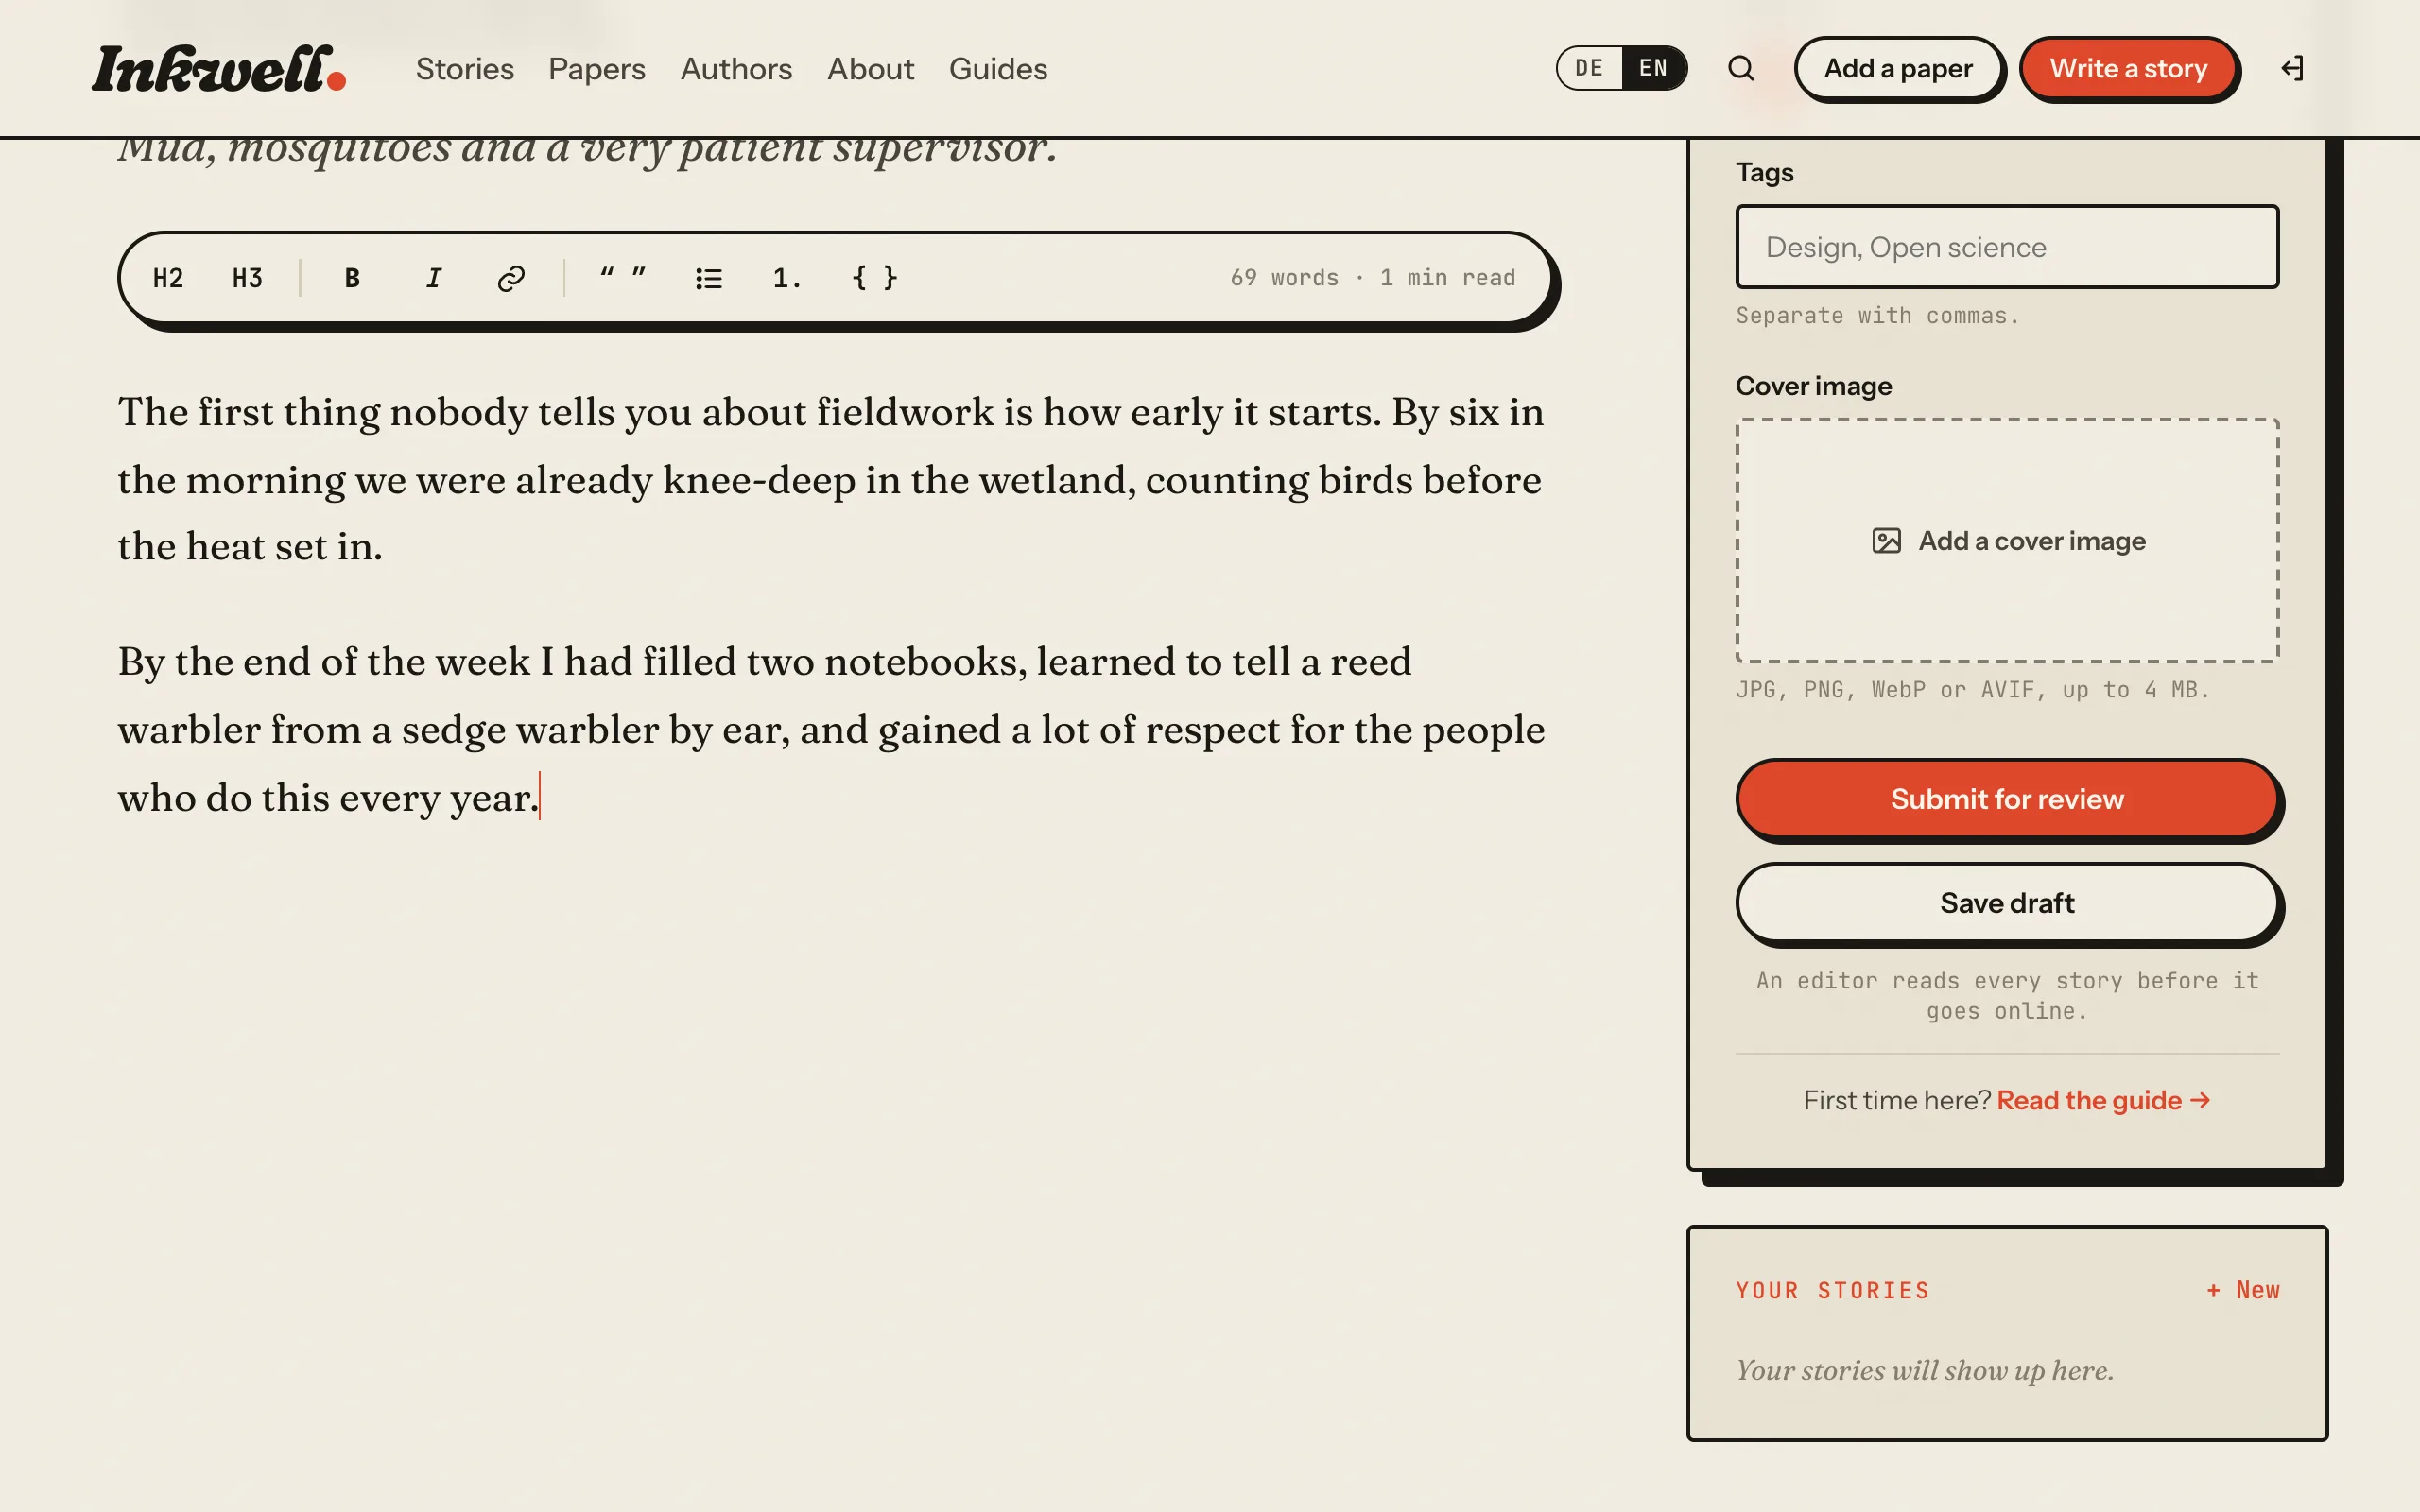 Inkwell.
Stories Papers Authors About Guides
DE EN
Add a paper
Write a story
Mud, mosquitoes and a very patient supervisor.
H2 H3 B I “ ” 1. { }
69 words · 1 min read
The first thing nobody tells you about fieldwork is how early it starts. By six in
the morning we were already knee-deep in the wetland, counting birds before
the heat set in.
By the end of the week I had filled two notebooks, learned to tell a reed
warbler from a sedge warbler by ear, and gained a lot of respect for the people
who do this every year.
Tags
Design, Open science
Separate with commas.
Cover image
Add a cover image
JPG, PNG, WebP or AVIF, up to 4 MB.
Submit for review
Save draft
An editor reads every story before it
goes online.
First time here? Read the guide →
YOUR STORIES
+ New
Your stories will show up here.